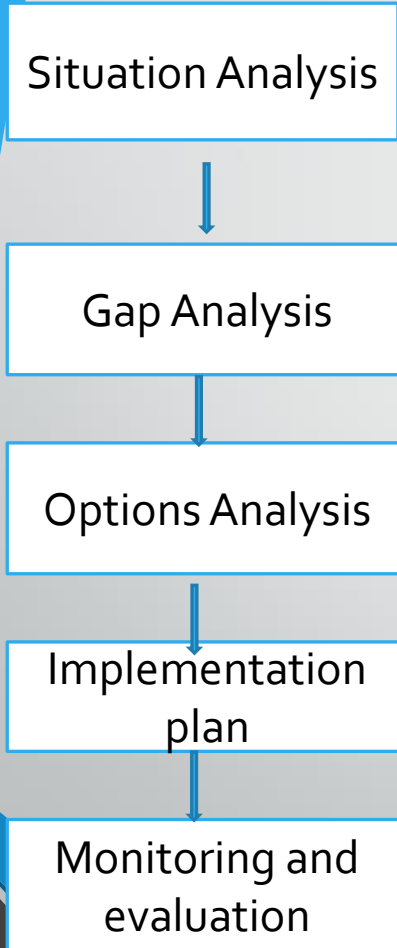 Situation Analysis
Gap Analysis
Options Analysis
Implementation
plan
Monitoring and
evaluation